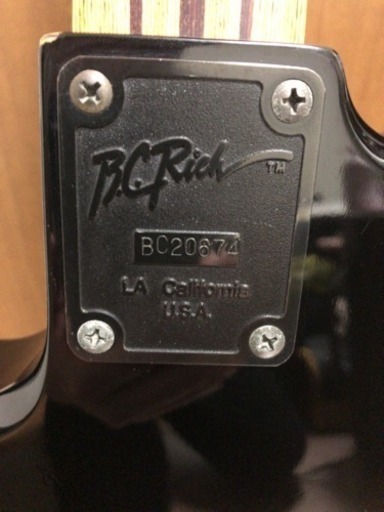 B.C.Rich ™
BC20674
LA California
U.S.A.